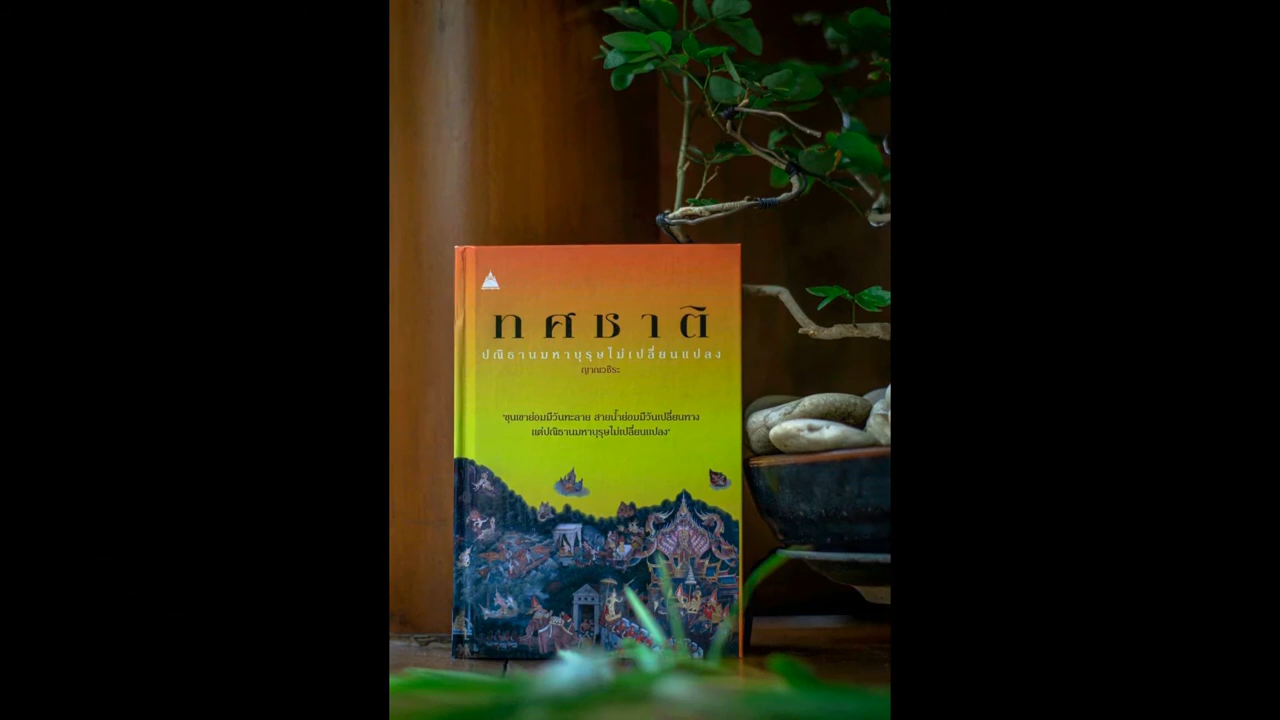 ทศชาติ
ปณิธานมหาบุรุษไม่เปลี่ยนแปลง
ญาณวชิระ
"ขุนเขาย่อมมีวันทะลาย สายน้ำย่อมมีวันเปลี่ยนทาง
แต่ปณิธานมหาบุรุษไม่เปลี่ยนแปลง"